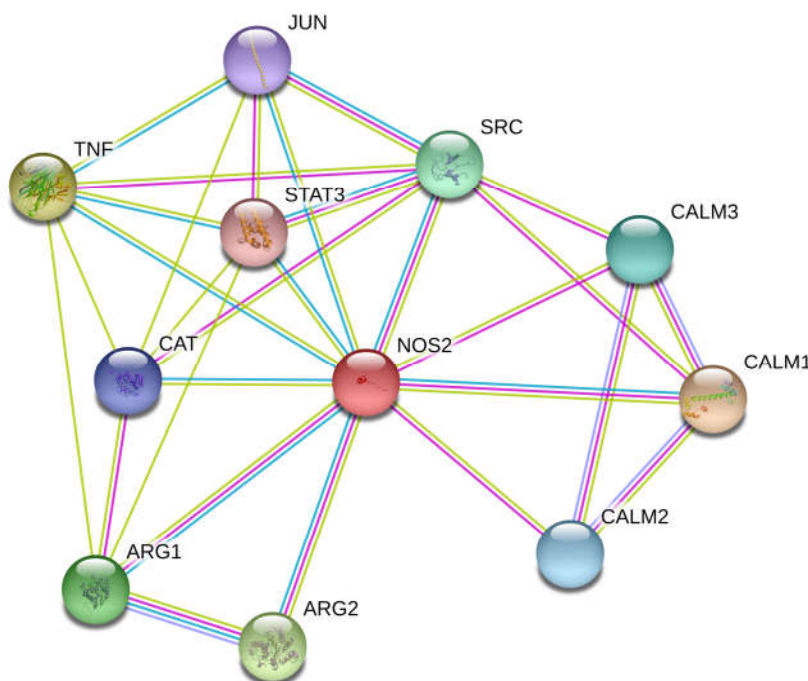 JUN
SRC
TNF
STAT3
CALM3
CAT
NOS2
CALM1
CALM2
ARG1
ARG2